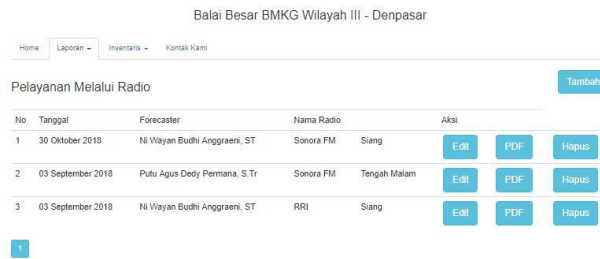 Balai Besar BMKG Wilayah III - Denpasar
Home Laporan Inventaris Kontak Kami
Pelayanan Melalui Radio Tambah
No Tanggal Forecaster Nama Radio Aksi
1 30 Oktober 2018 Ni Wayan Budhi Anggraeni, ST Sonora FM Siang Edit PDF Hapus
2 03 September 2018 Putu Agus Dedy Permana, S.Tr Sonora FM Tengah Malam Edit PDF Hapus
3 03 September 2018 Ni Wayan Budhi Anggraeni, ST RRI Siang Edit PDF Hapus
1